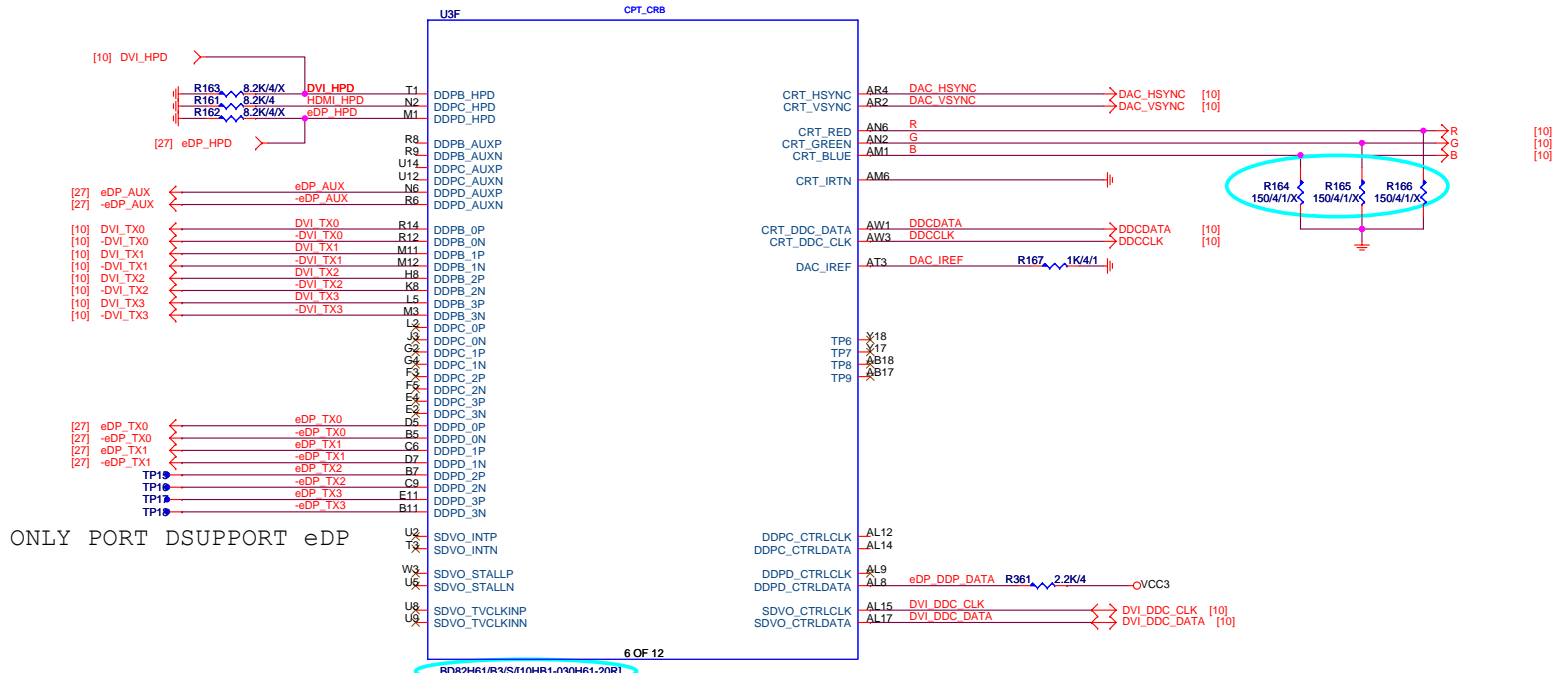 U3F
CPT_CRB
[10] DVI_HPD
R163 8.2K/4/X DVI_HPD T1 DDPB_HPD
R161 8.2K/4 HDMI_HPD N2 DDPC_HPD
R162 8.2K/4/X eDP_HPD M1 DDPD_HPD
[27] eDP_HPD
R8 DDPB_AUXP
R9 DDPB_AUXN
U14 DDPC_AUXP
U12 DDPC_AUXN
[27] eDP_AUX eDP_AUX N6 DDPD_AUXP
[27] -eDP_AUX -eDP_AUX R6 DDPD_AUXN
[10] DVI_TX0 DVI_TX0 R14 DDPB_0P
[10] -DVI_TX0 -DVI_TX0 R12 DDPB_0N
[10] DVI_TX1 DVI_TX1 M11 DDPB_1P
[10] -DVI_TX1 -DVI_TX1 M12 DDPB_1N
[10] DVI_TX2 DVI_TX2 H8 DDPB_2P
[10] -DVI_TX2 -DVI_TX2 K8 DDPB_2N
[10] DVI_TX3 DVI_TX3 L5 DDPB_3P
[10] -DVI_TX3 -DVI_TX3 M3 DDPB_3N
L2 DDPC_0P
J3 DDPC_0N
G2 DDPC_1P
G4 DDPC_1N
F3 DDPC_2P
F5 DDPC_2N
E4 DDPC_3P
E2 DDPC_3N
[27] eDP_TX0 eDP_TX0 D5 DDPD_0P
[27] -eDP_TX0 -eDP_TX0 B5 DDPD_0N
[27] eDP_TX1 eDP_TX1 C6 DDPD_1P
[27] -eDP_TX1 -eDP_TX1 D7 DDPD_1N
TP15 eDP_TX2 B7 DDPD_2P
TP16 -eDP_TX2 C9 DDPD_2N
TP17 eDP_TX3 E11 DDPD_3P
TP18 -eDP_TX3 B11 DDPD_3N
ONLY PORT DSUPPORT eDP
U2 SDVO_INTP
T3 SDVO_INTN
W3 SDVO_STALLP
U5 SDVO_STALLN
U8 SDVO_TVCLKINP
U9 SDVO_TVCLKINN
CRT_HSYNC AR4 DAC_HSYNC DAC_HSYNC [10]
CRT_VSYNC AR2 DAC_VSYNC DAC_VSYNC [10]
CRT_RED AN6 R R [10]
CRT_GREEN AN2 G G [10]
CRT_BLUE AM1 B B [10]
CRT_IRTN AM6
R164 R165 R166
150/4/1/X 150/4/1/X 150/4/1/X
CRT_DDC_DATA AW1 DDCDATA DDCDATA [10]
CRT_DDC_CLK AW3 DDCCLK DDCCLK [10]
DAC_IREF AT3 DAC_IREF R167 1K/4/1
TP6 Y18
TP7 Y17
TP8 AB18
TP9 AB17
DDPC_CTRLCLK AL12
DDPC_CTRLDATA AL14
DDPD_CTRLCLK AL9
DDPD_CTRLDATA AL8 eDP_DDP_DATA R361 2.2K/4 VCC3
SDVO_CTRLCLK AL15 DVI_DDC_CLK DVI_DDC_CLK [10]
SDVO_CTRLDATA AL17 DVI_DDC_DATA DVI_DDC_DATA [10]
6 OF 12
BD82H61/B3/S/[10HB1-030H61-20R]